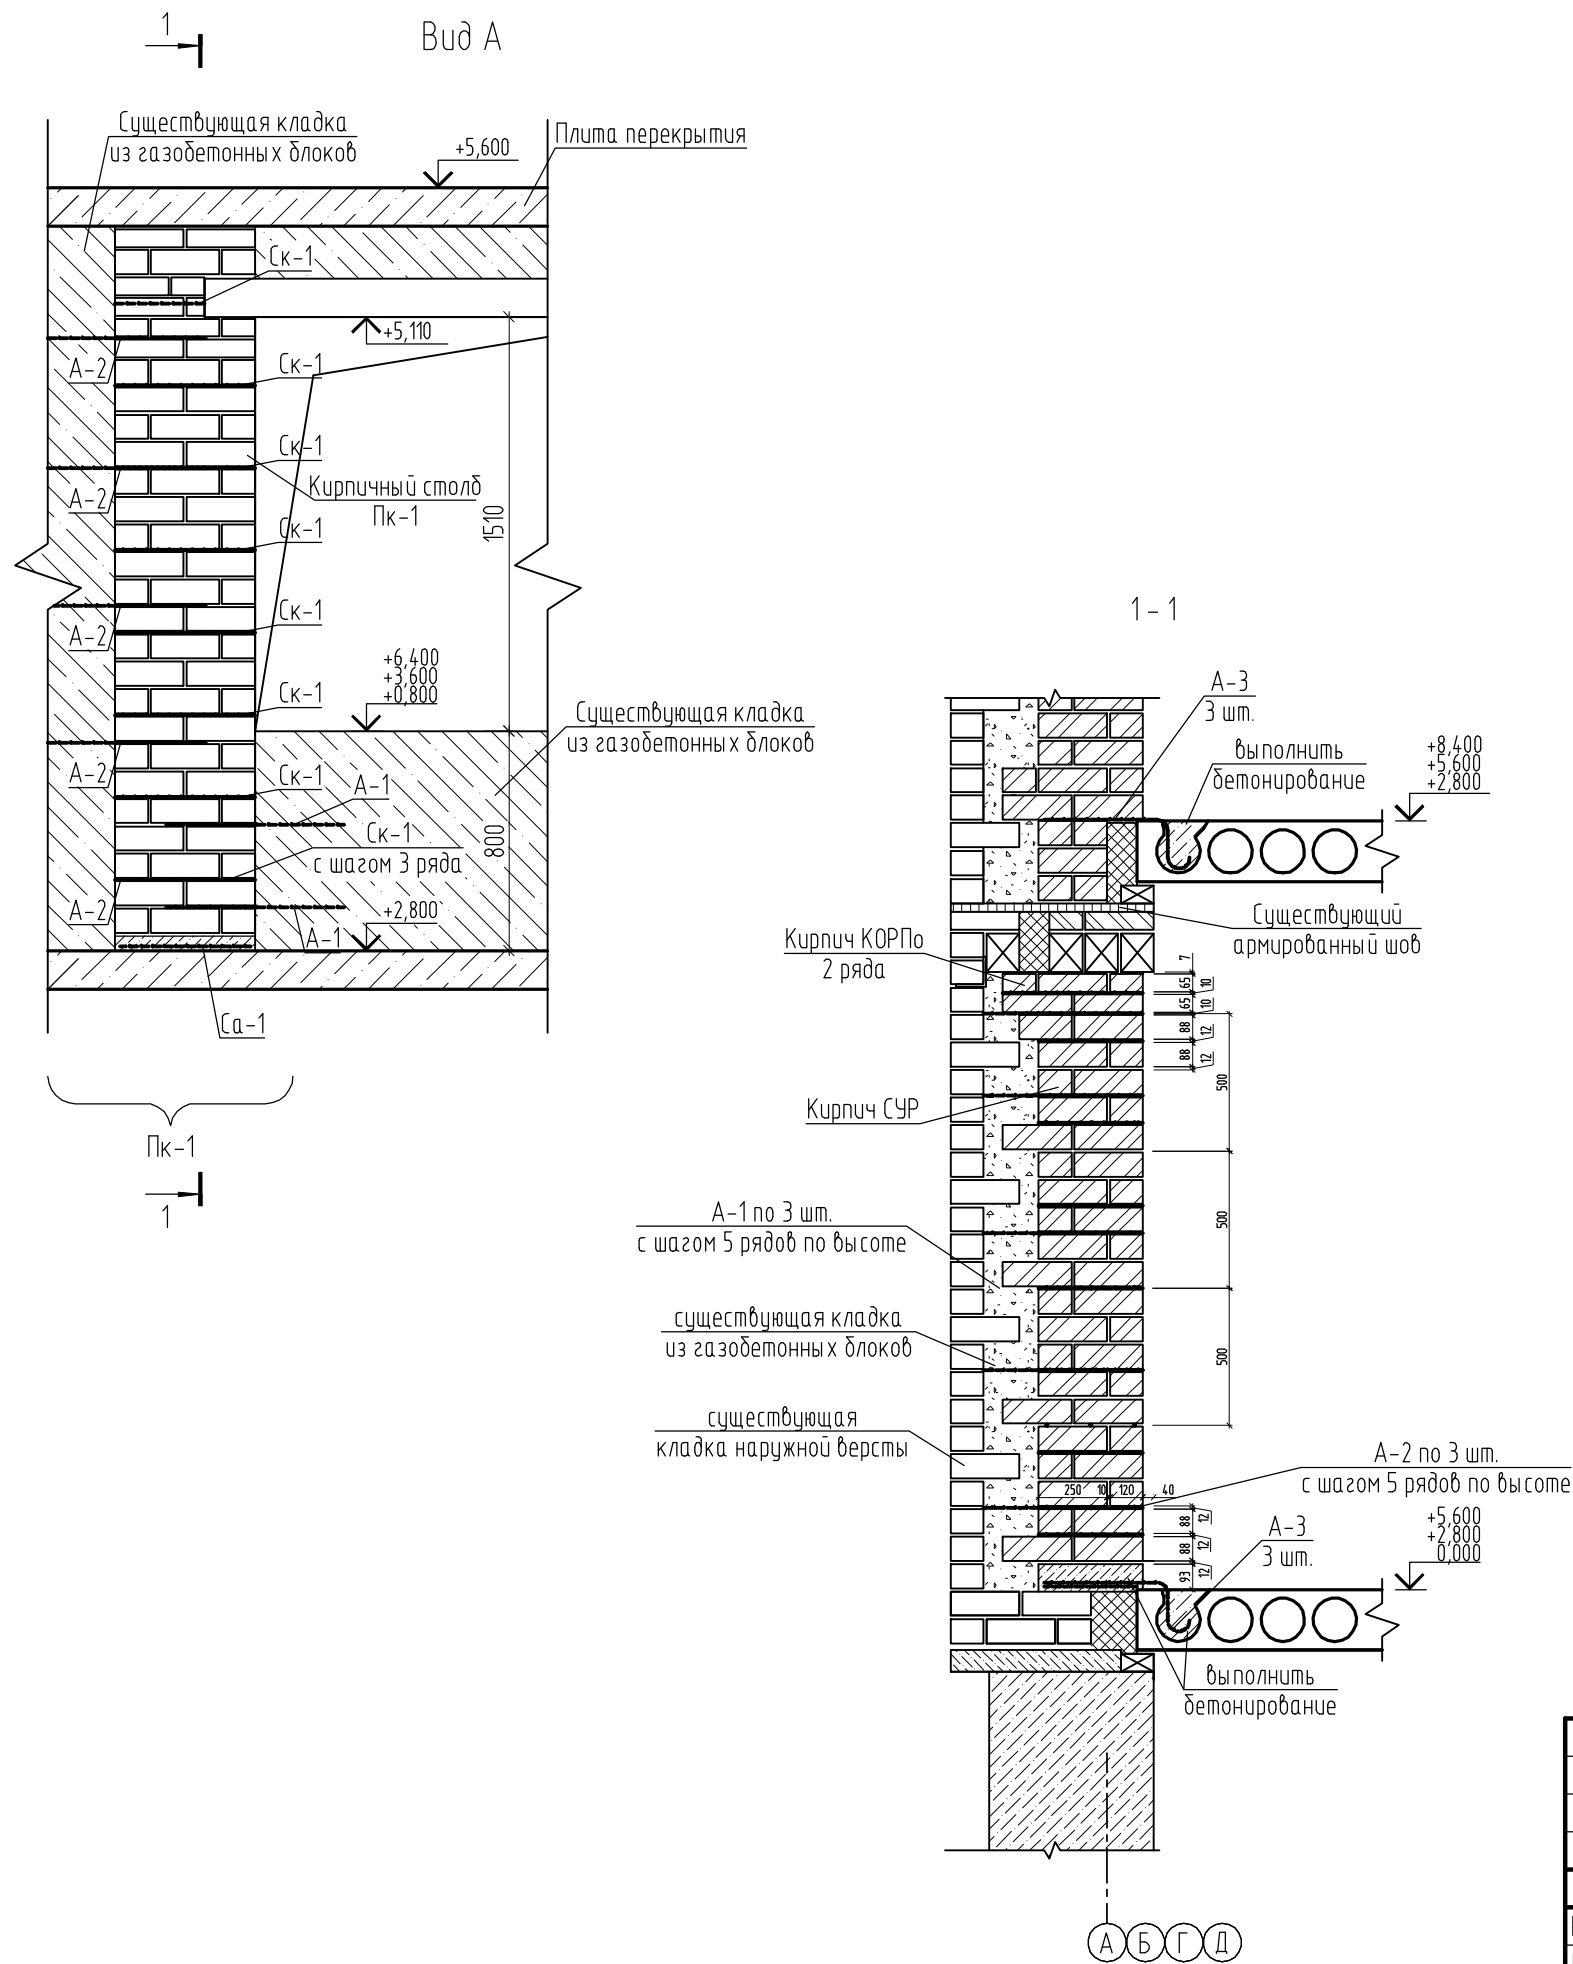 1
Вид А
Существующая кладка
из газобетонных блоков
+5,600
Плита перекрытия
Ск-1
+5,110
А-2
Ск-1
Ск-1
Кирпичный столб
Пк-1
А-2
1510
Ск-1
Ск-1
А-2
+6,400
+3,600
+0,800
Ск-1
Существующая кладка
из газобетонных блоков
А-2
Ск-1
А-1
Ск-1
с шагом 3 ряда
800
А-2
+2,800
А-1
Са-1
Пк-1
1
1-1
А-3
3 шт.
выполнить
бетонирование
+8,400
+5,600
+2,800
Существующий
армированный шов
Кирпич КОРПо
2 ряда
7
65
10
65
10
88
12
88
12
500
Кирпич СУР
А-1 по 3 шт.
с шагом 5 рядов по высоте
500
существующая кладка
из газобетонных блоков
500
существующая
кладка наружной версты
А-2 по 3 шт.
с шагом 5 рядов по высоте
250
10
120
40
88
12
88
12
93
12
А-3
3 шт.
+5,600
+2,800
0,000
выполнить
бетонирование
А
Б
Г
Д